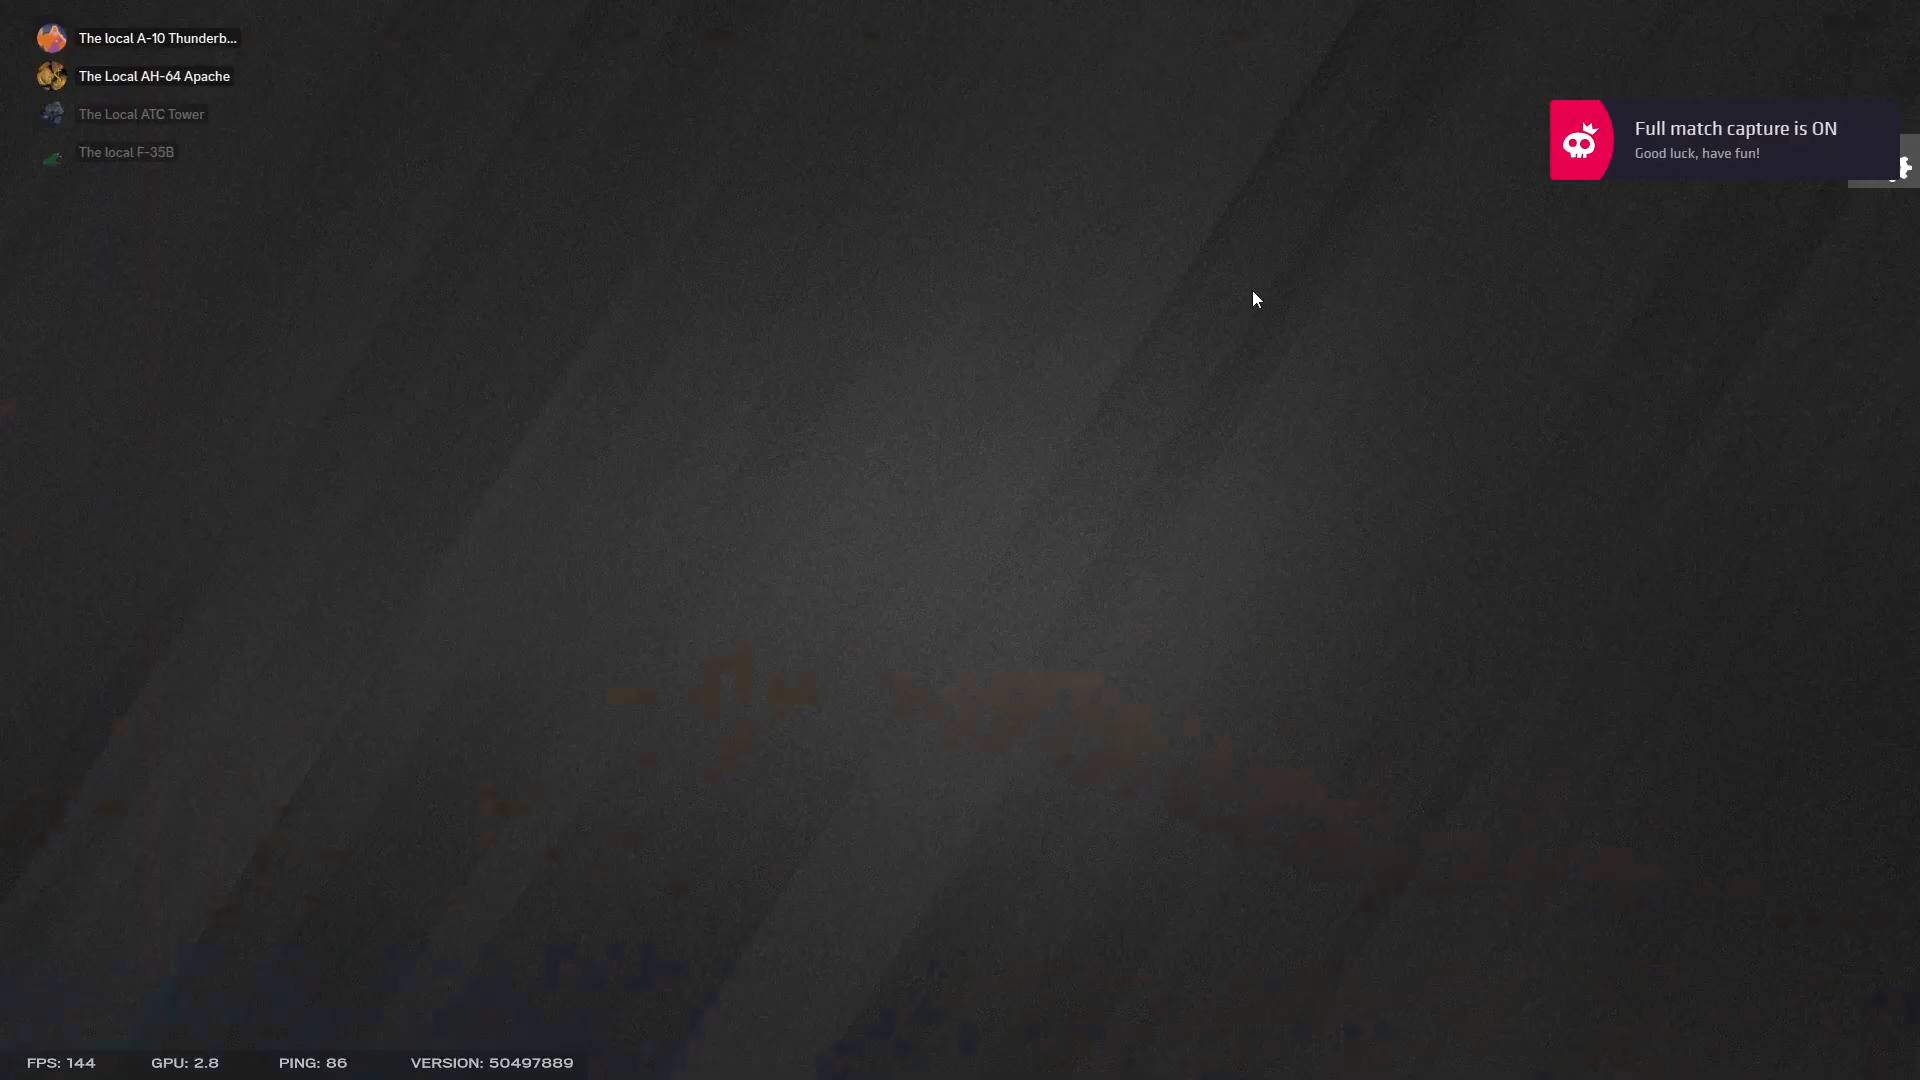 The local A-10 Thunderb...
The Local AH-64 Apache
The Local ATC Tower
The local F-35B
Full match capture is ON
Good luck, have fun!
FPS: 144 GPU: 2.8 PING: 86 VERSION: 50497889